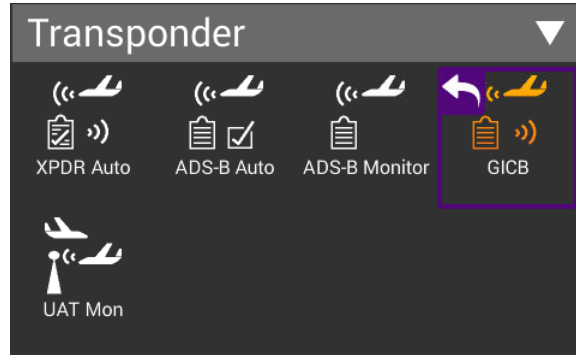 Transponder
XPDR Auto
ADS-B Auto
ADS-B Monitor
GICB
UAT Mon